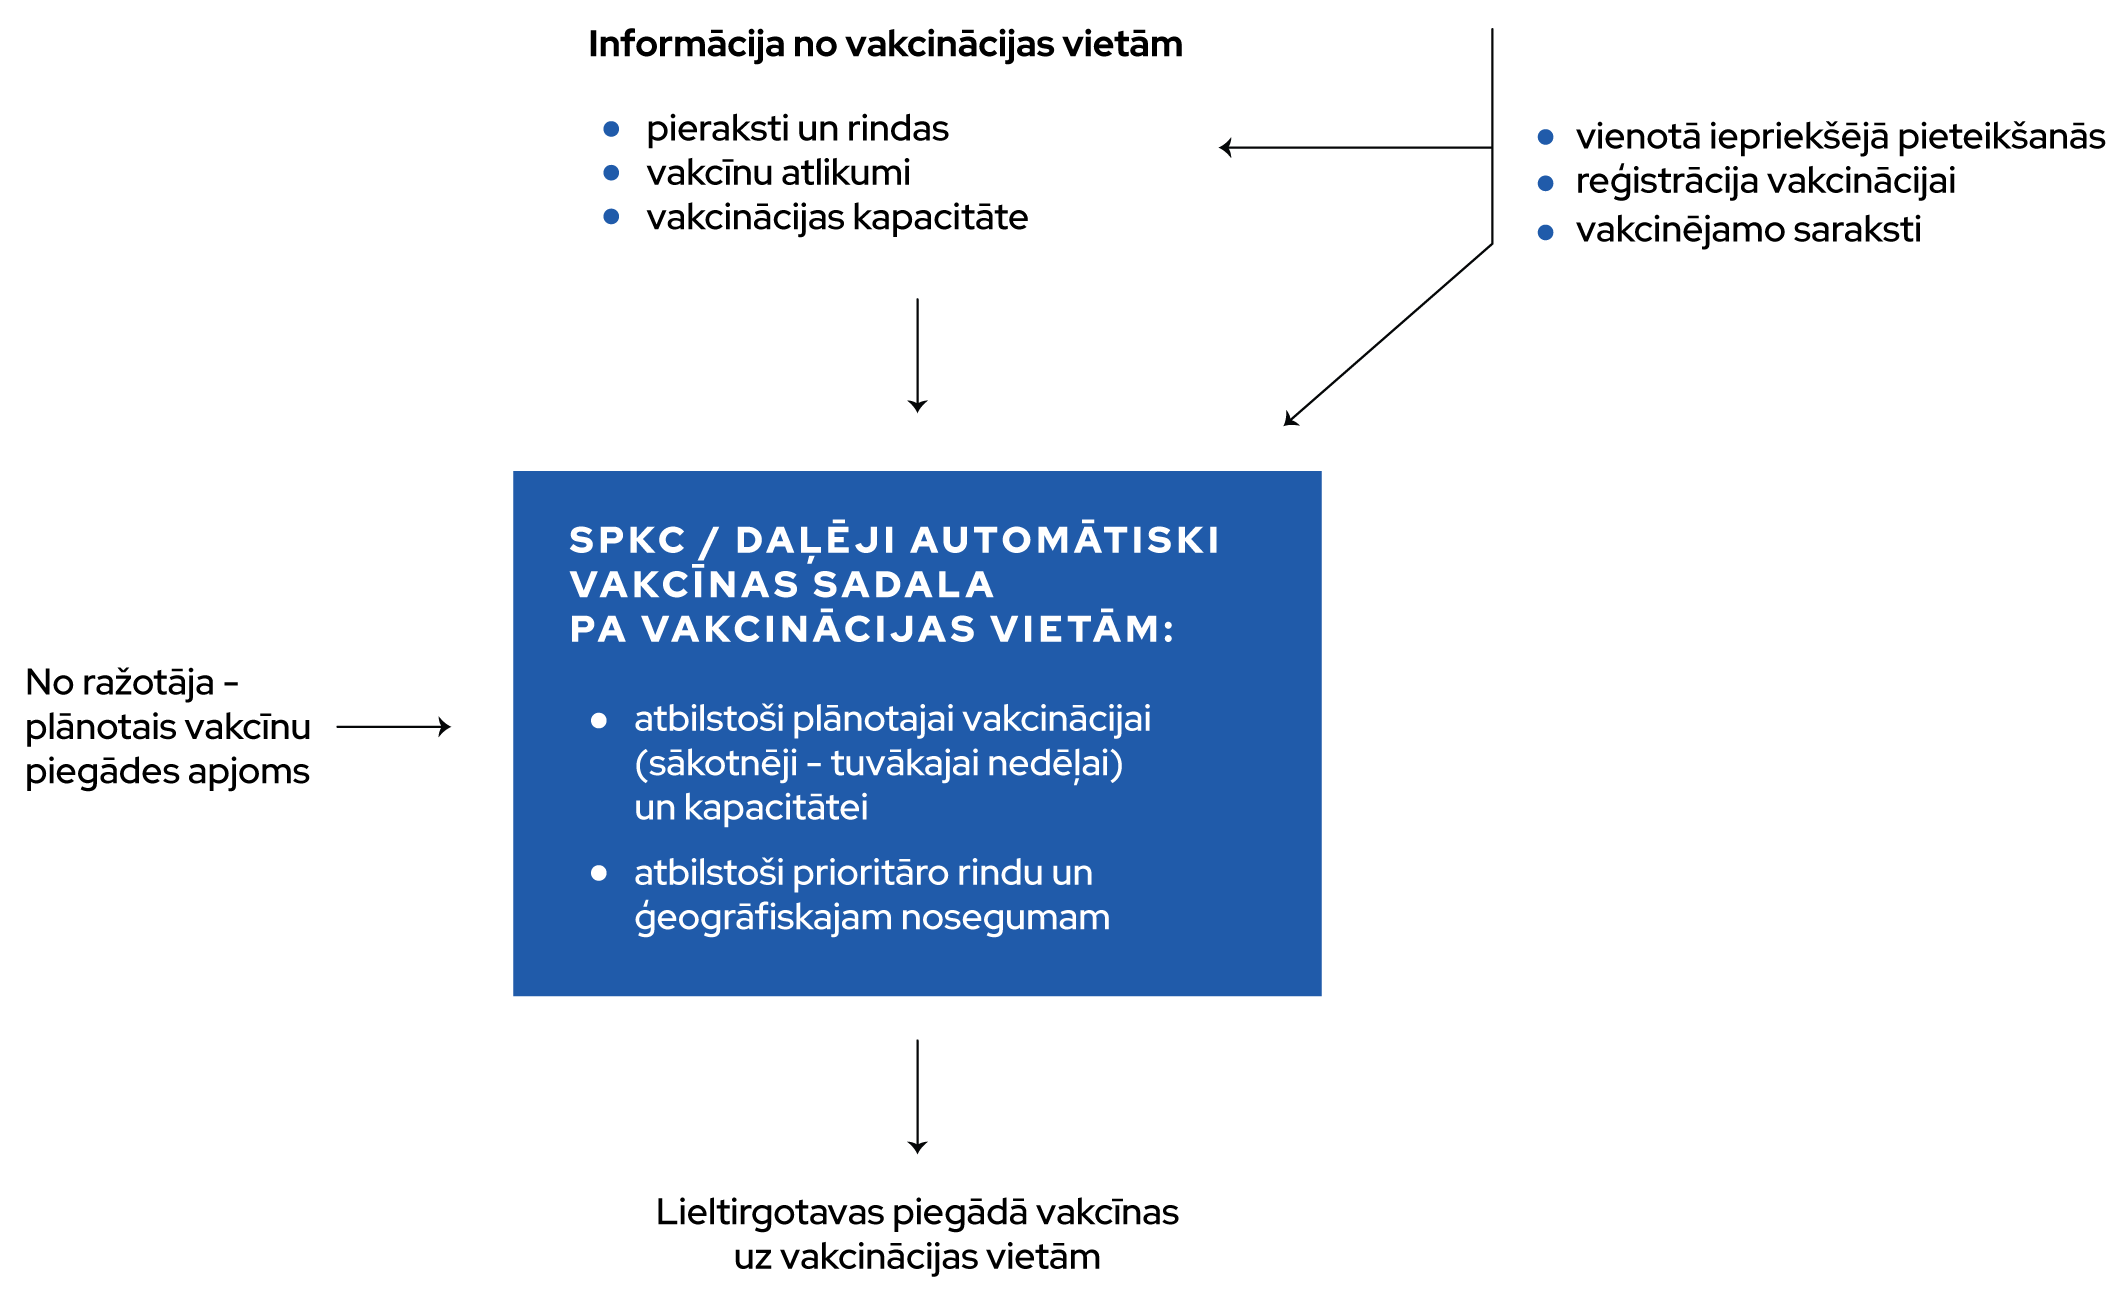 Informācija no vakcinācijas vietām
pieraksti un rindas
vakcīnu atlikumi
vakcinācijas kapacitāte
vienotā iepriekšējā pieteikšanās
reģistrācija vakcinācijai
vakcinējamo saraksti
No ražotāja -
plānotais vakcīnu
piegādes apjoms
SPKC / DAĻĒJI AUTOMĀTISKI
VAKCĪNAS SADALA
PA VAKCINĀCIJAS VIETĀM:
atbilstoši plānotajai vakcinācijai
(sākotnēji - tuvākajai nedēļai)
un kapacitātei
atbilstoši prioritāro rindu un
ģeogrāfiskajam nosegumam
Lieltirgotavas piegādā vakcīnas
uz vakcinācijas vietām